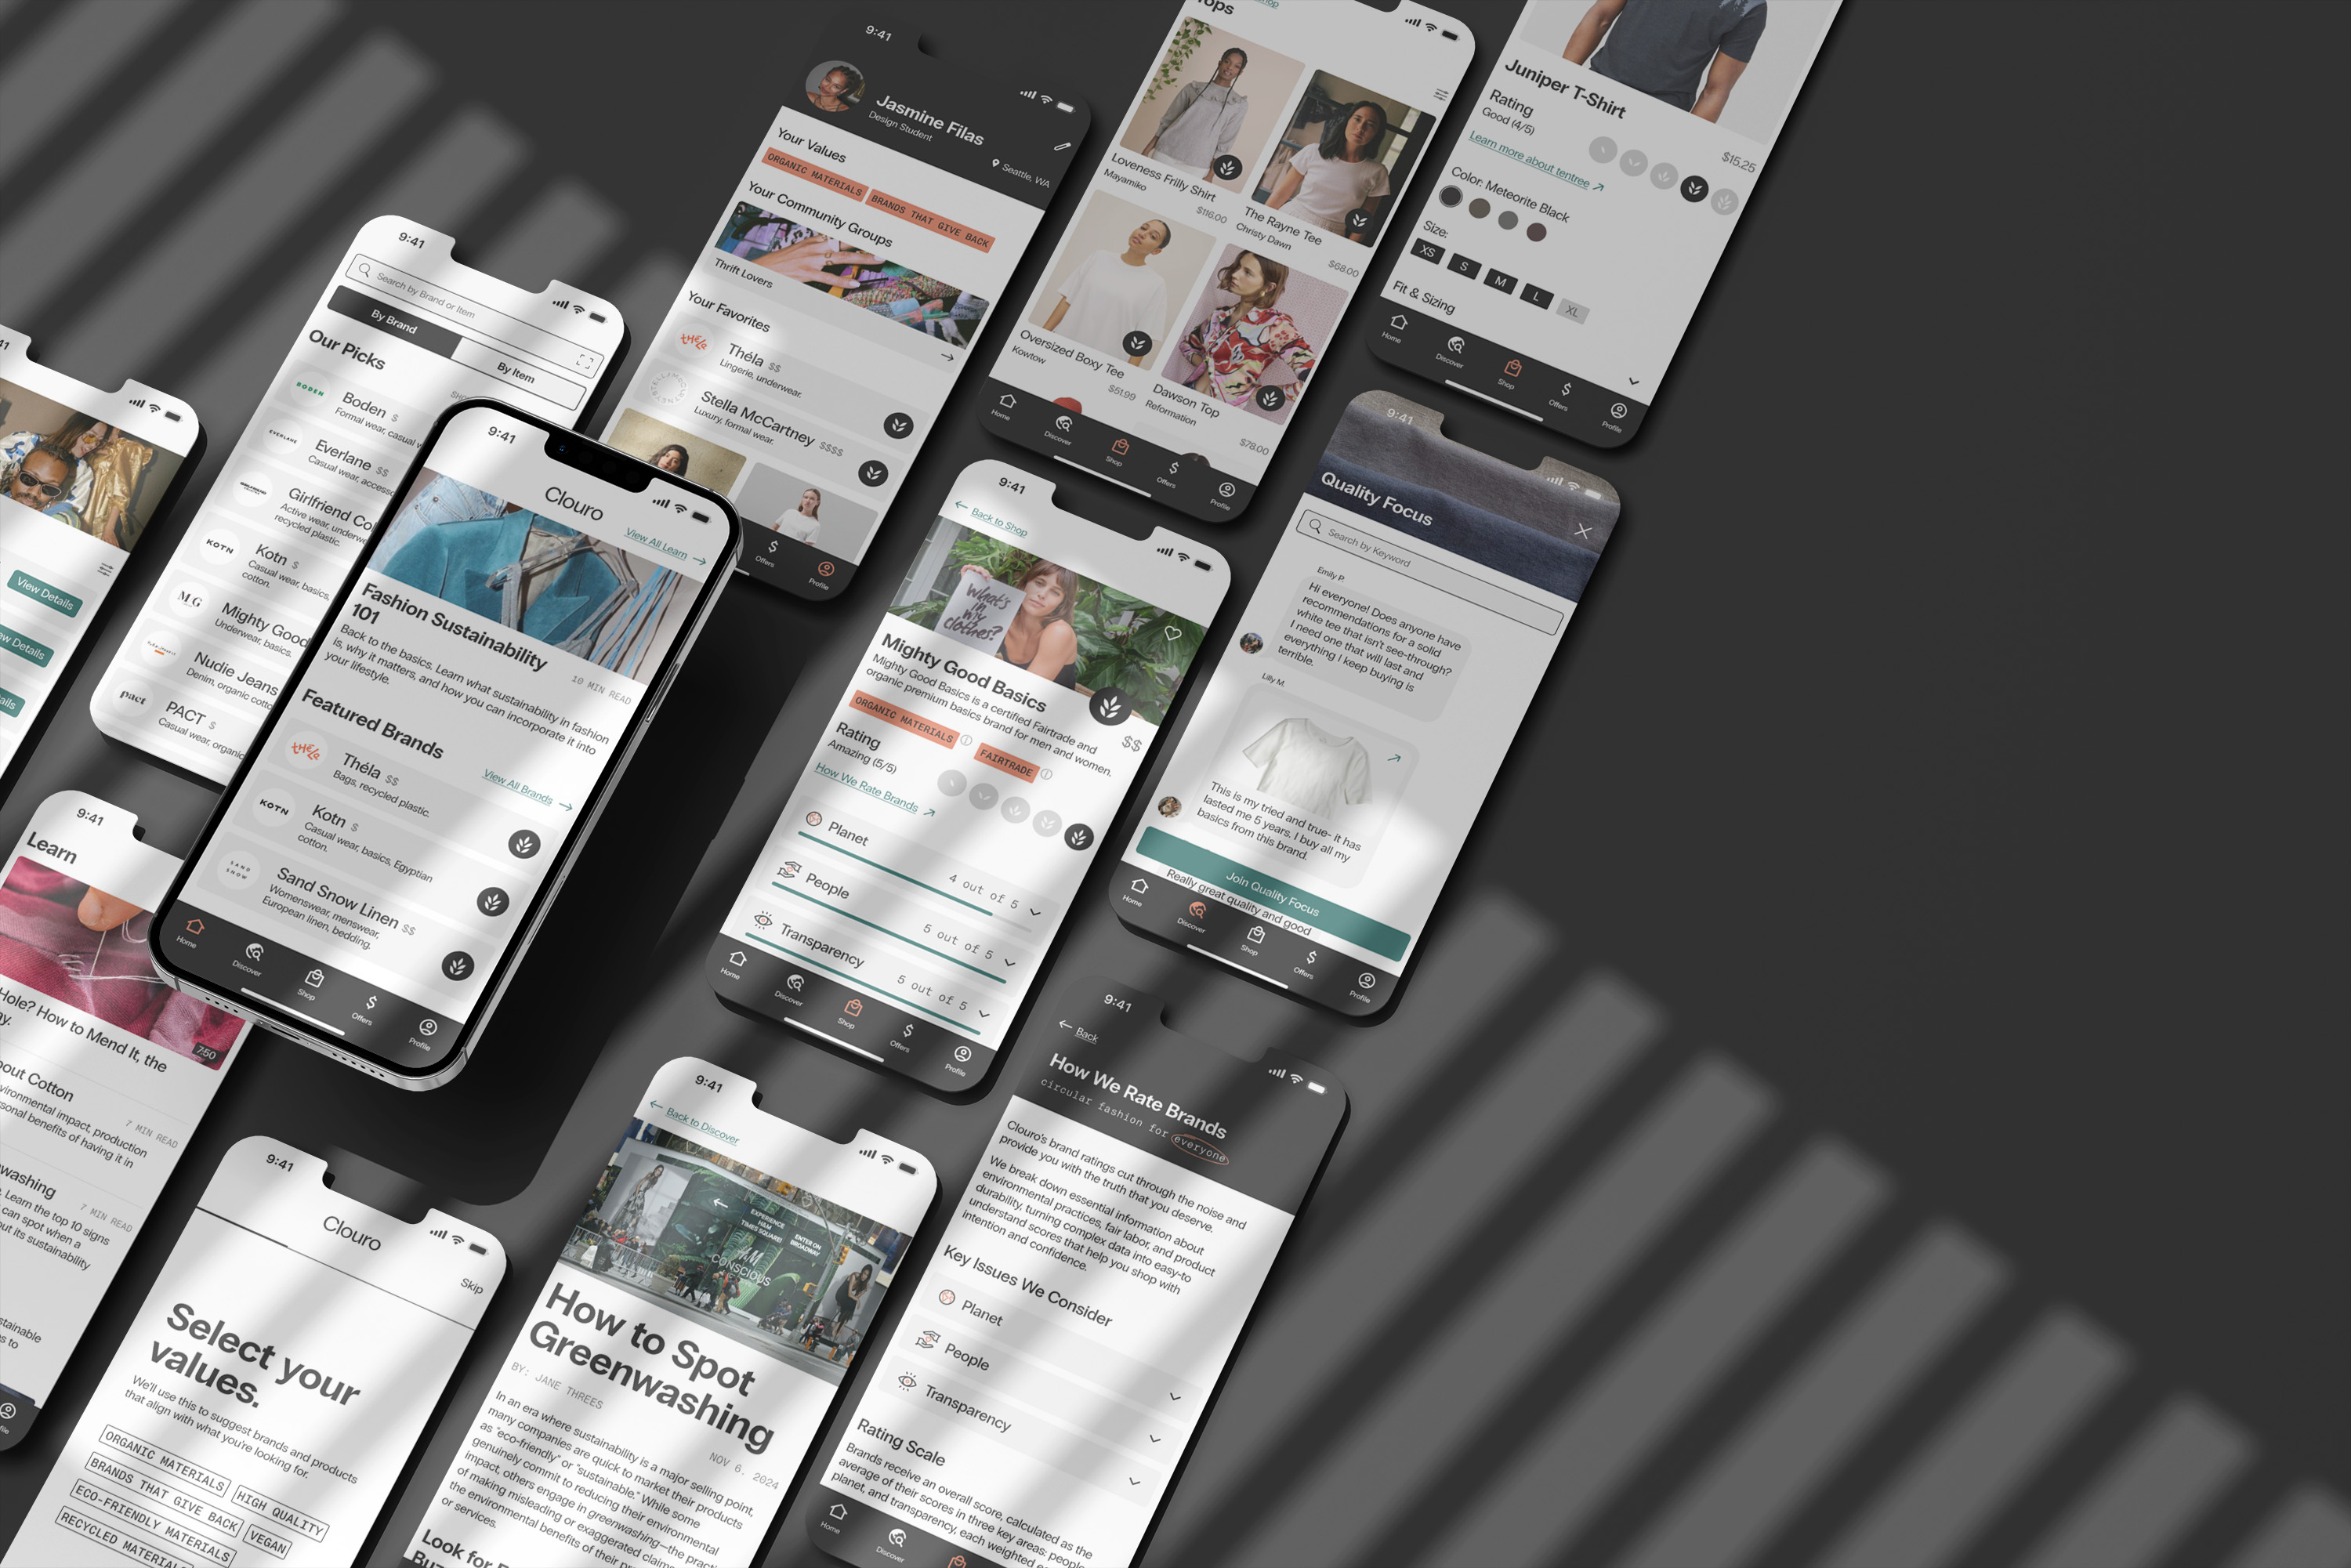 9:41
Jasmine Filas
Design Student
Seattle, WA
Your Values
ORGANIC MATERIALS
BRANDS THAT GIVE BACK
Your Community Groups
Thrift Lovers
Your Favorites
Théla $$
Lingerie, underwear.
Stella McCartney $$$$
Luxury, formal wear.
Offers
Profile
Loveness Frilly Shirt
Mayamiko
$116.00
The Rayne Tee
Christy Dawn
$68.00
Oversized Boxy Tee
Kowtow
$51.99
Dawson Top
Reformation
$78.00
Home
Discover
Shop
Offers
Profile
Juniper T-Shirt
Rating
Good (4/5)
$15.25
Learn more about tentree
Color: Meteorite Black
Size:
XS
S
M
L
XL
Fit & Sizing
Home
Discover
Shop
Offers
Profile
9:41
Search by Brand or Item
By Brand
By Item
Our Picks
BODEN
Boden $
Formal wear, casual
EVERLANE
Everlane $$
Casual wear,
Girlfriend
recycled plastic.
KOTN
Kotn $
Casual wear, basics,
cotton.
MG
Mighty Good
Underwear, basics.
Nudie Jeans
Denim, organic
pact
PACT $
Casual wear, organic
View Details
9:41
Clouro
View All Learn
Fashion Sustainability
101
10 MIN READ
Back to the basics. Learn what sustainability in fashion
is, why it matters, and how you can incorporate it into
your lifestyle.
Featured Brands
View All Brands
Théla $$
Bags, recycled plastic.
KOTN
Kotn $
Casual wear, basics, Egyptian
cotton.
SAND
SNOW
Sand Snow Linen $$
Womenswear, menswear,
European linen, bedding.
Home
Discover
Shop
Offers
Profile
9:41
Back to Shop
What's
in
my
clothes?
Mighty Good Basics
$$
Mighty Good Basics is a certified Fairtrade and
organic premium basics brand for men and women.
ORGANIC MATERIALS
FAIRTRADE
Rating
Amazing (5/5)
How We Rate Brands
Planet
4 out of 5
People
5 out of 5
Transparency
5 out of 5
Home
Discover
Shop
Offers
Profile
9:41
Quality Focus
Search by Keyword
Emily P.
Hi everyone! Does anyone have
recommendations for a solid
white tee that isn't see-through?
I need one that will last and
everything I keep buying is
terrible.
Lilly M.
This is my tried and true- it has
lasted me 5 years. I buy all my
basics from this brand.
Join Quality Focus
Really great quality and good
Home
Discover
Shop
Offers
Profile
9:41
Learn
7:50
Hole? How to Mend It, the
Cotton
7 MIN READ
environmental impact, production
benefits of having it in
7 MIN READ
Learn the top 10 signs
can spot when a
its sustainability
9:41
Clouro
Skip
Select your
values.
We'll use this to suggest brands and products
that align with what you're looking for.
ORGANIC MATERIALS
HIGH QUALITY
BRANDS THAT GIVE BACK
VEGAN
ECO-FRIENDLY MATERIALS
RECYCLED MATERIALS
9:41
Back to Discover
EXPERIENCE
H&M
TIMES SQUARE!
ENTER ON
BROADWAY
H&M
CONSCIOUS
How to Spot
Greenwashing
BY: JANE THREES
NOV 6. 2024
In an era where sustainability is a major selling point,
many companies are quick to market their products
as "eco-friendly" or "sustainable." While some
genuinely commit to reducing their environmental
impact, others engage in greenwashing—the
of making misleading or exaggerated claims
the environmental benefits of their
or services.
Look for
9:41
Back
How We Rate Brands
circular fashion for everyone
Clouro's brand ratings cut through the noise and
provide you with the truth that you deserve.
We break down essential information about
environmental practices, fair labor, and product
durability, turning complex data into easy-to
understand scores that help you shop with
intention and confidence.
Key Issues We Consider
Planet
People
Transparency
Rating Scale
Brands receive an overall score, calculated as the
average of their scores in three key areas: people,
planet, and transparency, each weighted
Home
Discover